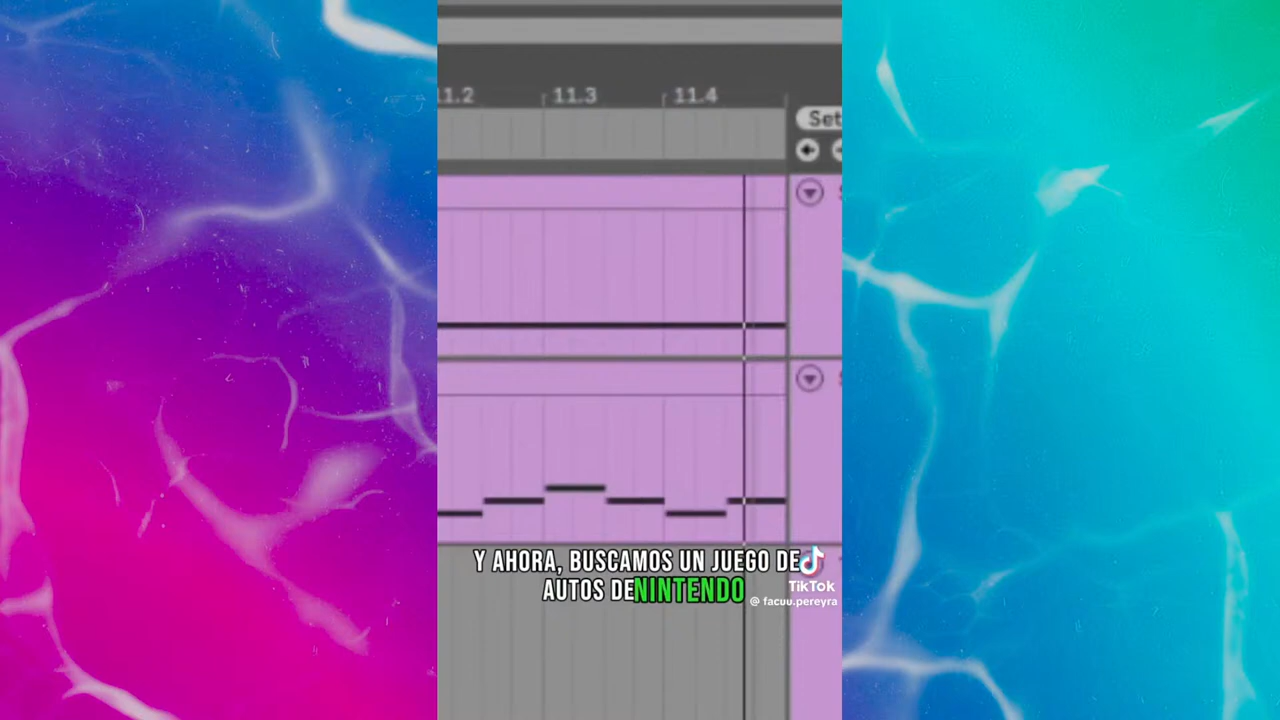 11.2
11.3
11.4
Set
Y AHORA, BUSCAMOS UN JUEGO DE
AUTOS DE NINTENDO
TikTok
@ facuu.pereyra